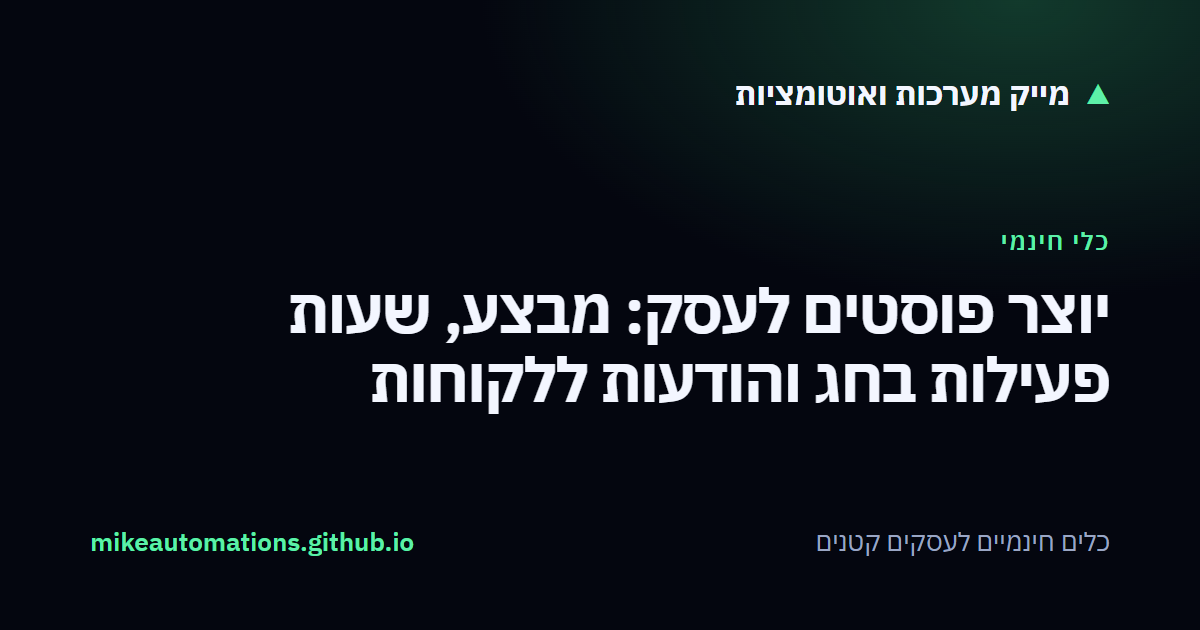 מייק מערכות ואוטומציות
כלי חינמי
יוצר פוסטים לעסק: מבצע, שעות
פעילות בחג והודעות ללקוחות
כלים חינמיים לעסקים קטנים
mikeautomations.github.io